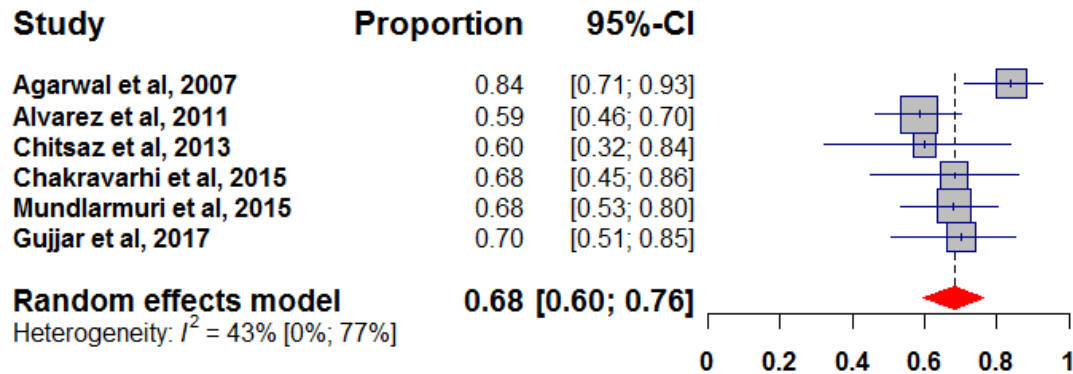 Study Proportion 95%-CI
Agarwal et al, 2007 0.84 [0.71; 0.93]
Alvarez et al, 2011 0.59 [0.46; 0.70]
Chitsaz et al, 2013 0.60 [0.32; 0.84]
Chakravarhi et al, 2015 0.68 [0.45; 0.86]
Mundlarmuri et al, 2015 0.68 [0.53; 0.80]
Gujjar et al, 2017 0.70 [0.51; 0.85]
Random effects model 0.68 [0.60; 0.76]
Heterogeneity: I² = 43% [0%; 77%]
0 0.2 0.4 0.6 0.8 1